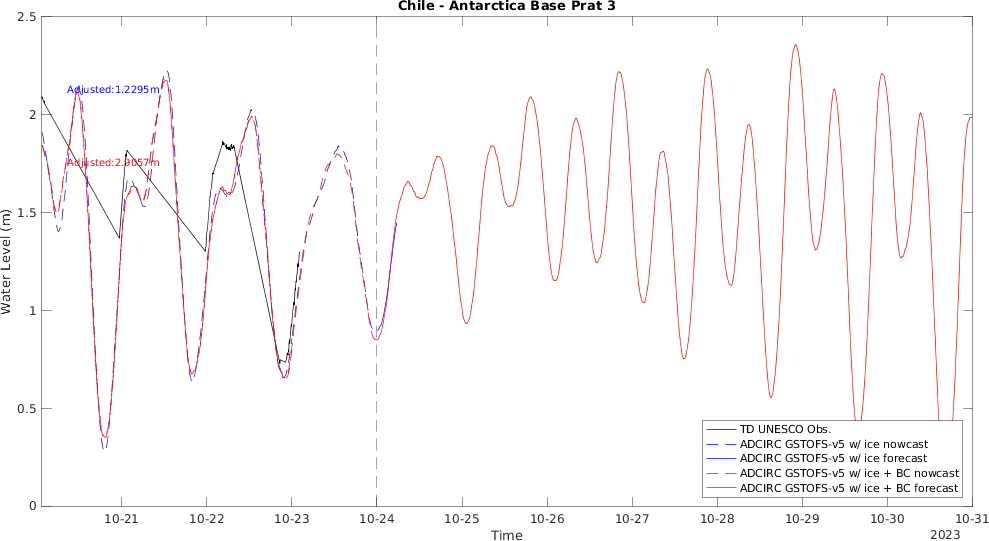 Chile - Antarctica Base Prat 3
2.5
2
1.5
1
0.5
0
Water Level (m)
Adjusted:1.2295m
Adjusted:2.9057m
TD UNESCO Obs.
ADCIRC GSTOFS-v5 w/ ice nowcast
ADCIRC GSTOFS-v5 w/ ice forecast
ADCIRC GSTOFS-v5 w/ ice + BC nowcast
ADCIRC GSTOFS-v5 w/ ice + BC forecast
10-21 10-22 10-23 10-24 10-25 10-26 10-27 10-28 10-29 10-30 10-31
Time
2023